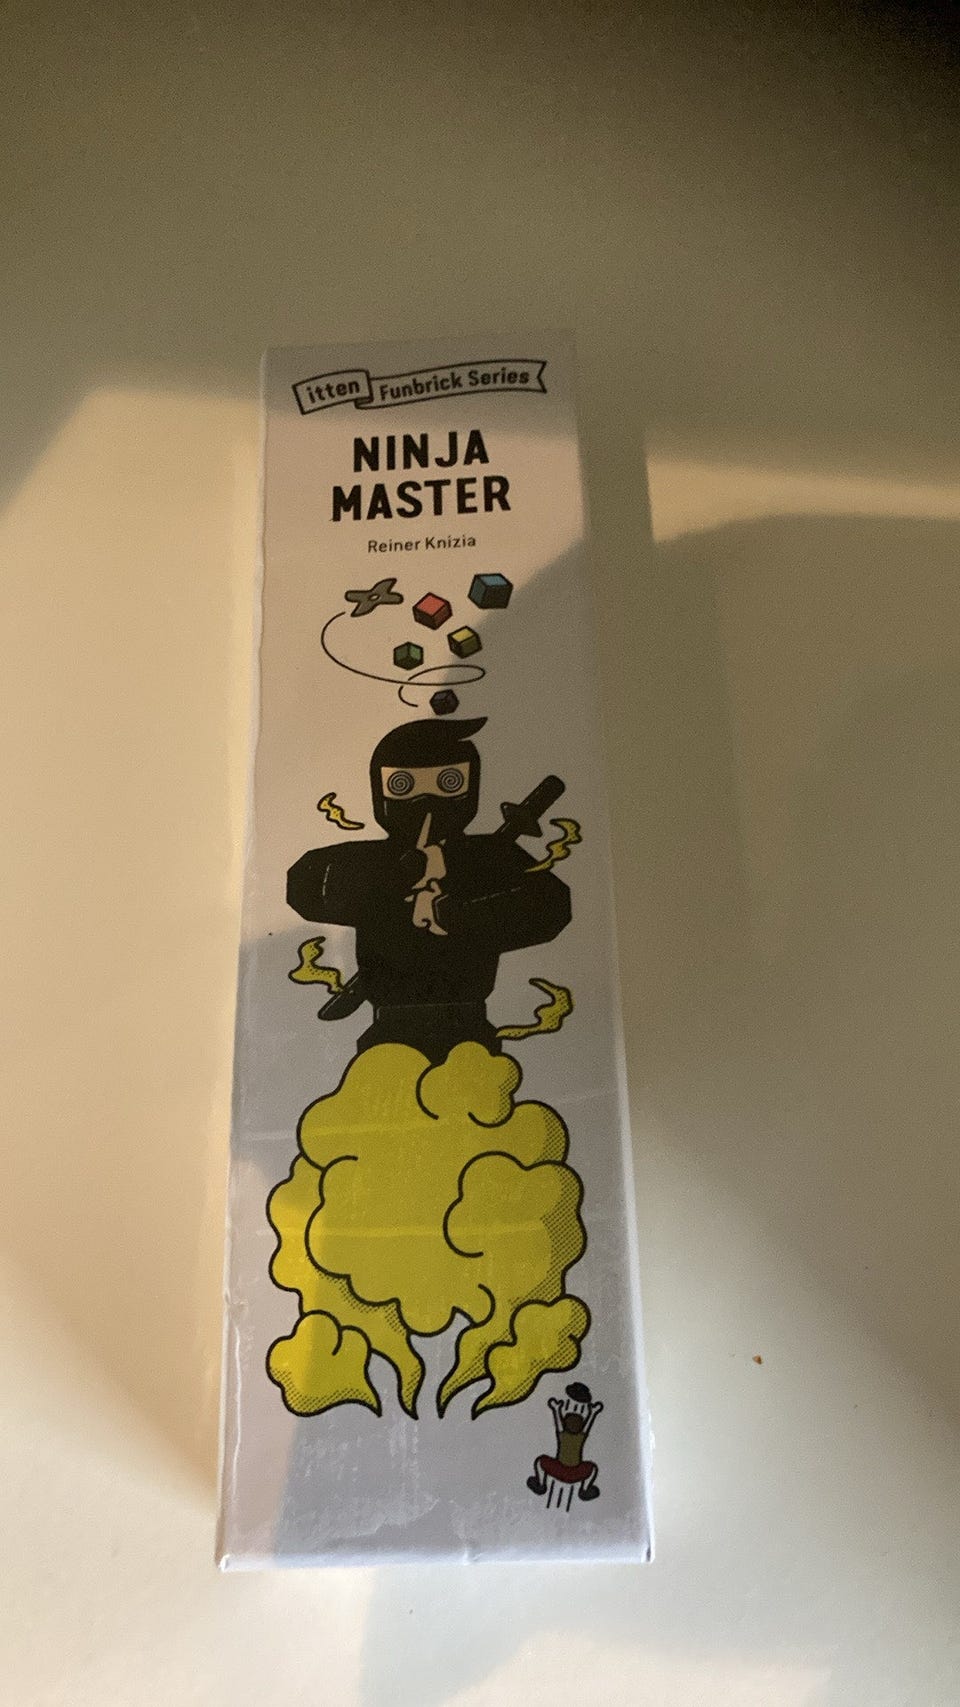 itten Funbrick Series
NINJA
MASTER
Reiner Knizia